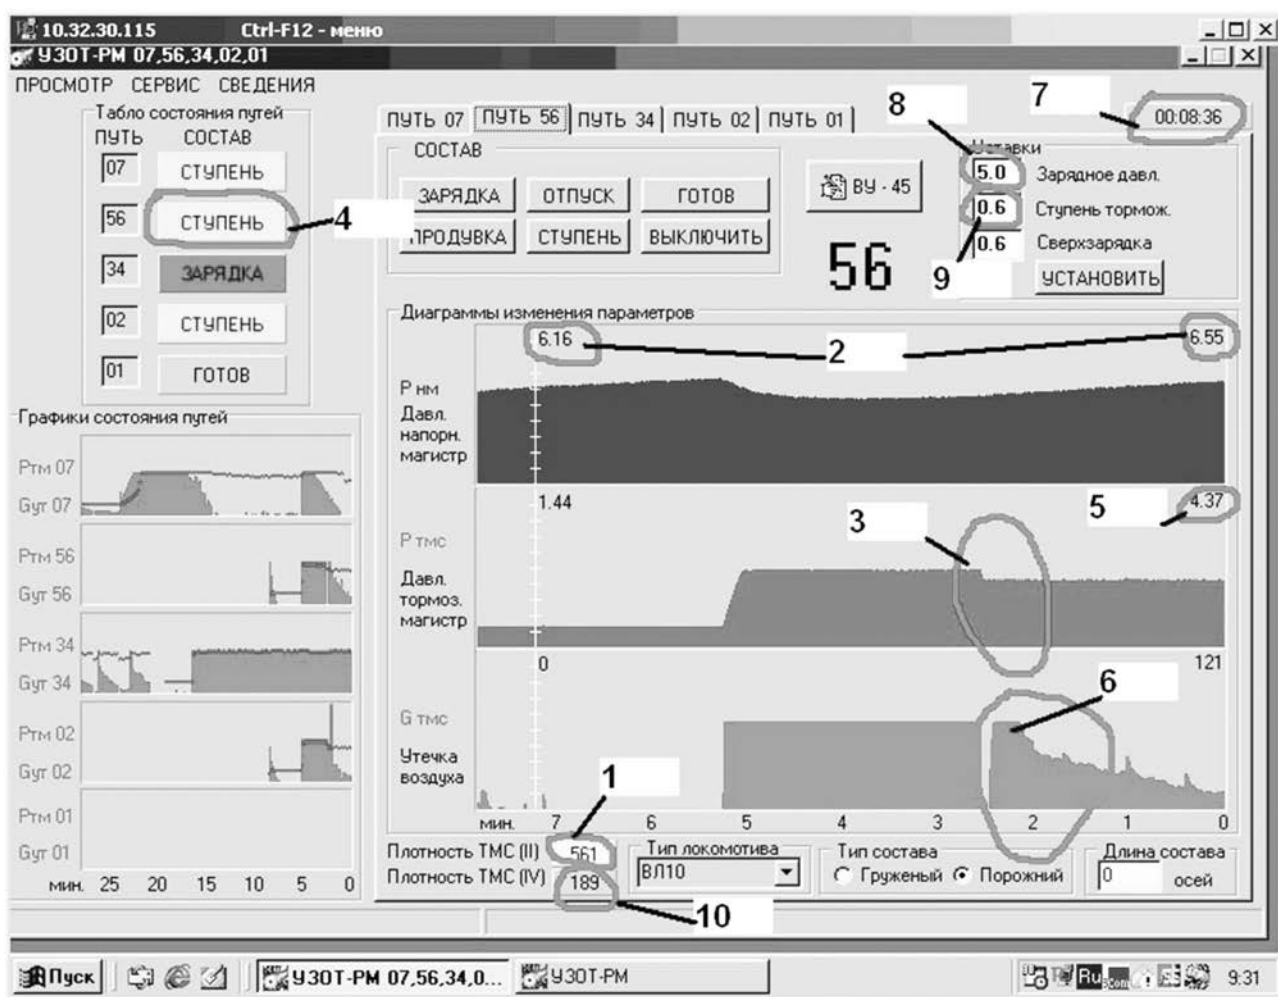 10.32.30.115 Ctrl-F12 - меню
УЗОТ-РМ 07,56,34,02,01
ПРОСМОТР СЕРВИС СВЕДЕНИЯ
Табло состояния путей
ПУТЬ СОСТАВ
07 СТУПЕНЬ
56 СТУПЕНЬ
34 ЗАРЯДКА
02 СТУПЕНЬ
01 ГОТОВ
4
Графики состояния путей
Pтм 07
Gут 07
Pтм 56
Gут 56
Pтм 34
Gут 34
Pтм 02
Gут 02
Pтм 01
Gут 01
мин. 25 20 15 10 5 0
ПУТЬ 07 ПУТЬ 56 ПУТЬ 34 ПУТЬ 02 ПУТЬ 01
8
7
00:08:36
СОСТАВ
ЗАРЯДКА ОТПУСК ГОТОВ
ПРОДУВКА СТУПЕНЬ ВЫКЛЮЧИТЬ
ВУ - 45
56
Уставки
5.0 Зарядное давл.
0.6 Ступень тормож.
0.6 Сверхзарядка
УСТАНОВИТЬ
9
Диаграммы изменения параметров
6.16
2
6.55
P нм
Давл.
напорн.
магистр
1.44
3
5
4.37
P тмс
Давл.
тормоз.
магистр
0
121
6
G тмс
Утечка
воздуха
1
мин. 7 6 5 4 3 2 1 0
Плотность ТМС (II) 561
Плотность ТМС (IV) 189
10
Тип локомотива
ВЛ10
Тип состава
Груженый Порожний
Длина состава
0 осей
Пуск УЗОТ-РМ 07,56,34,0... УЗОТ-РМ Ru 9:31